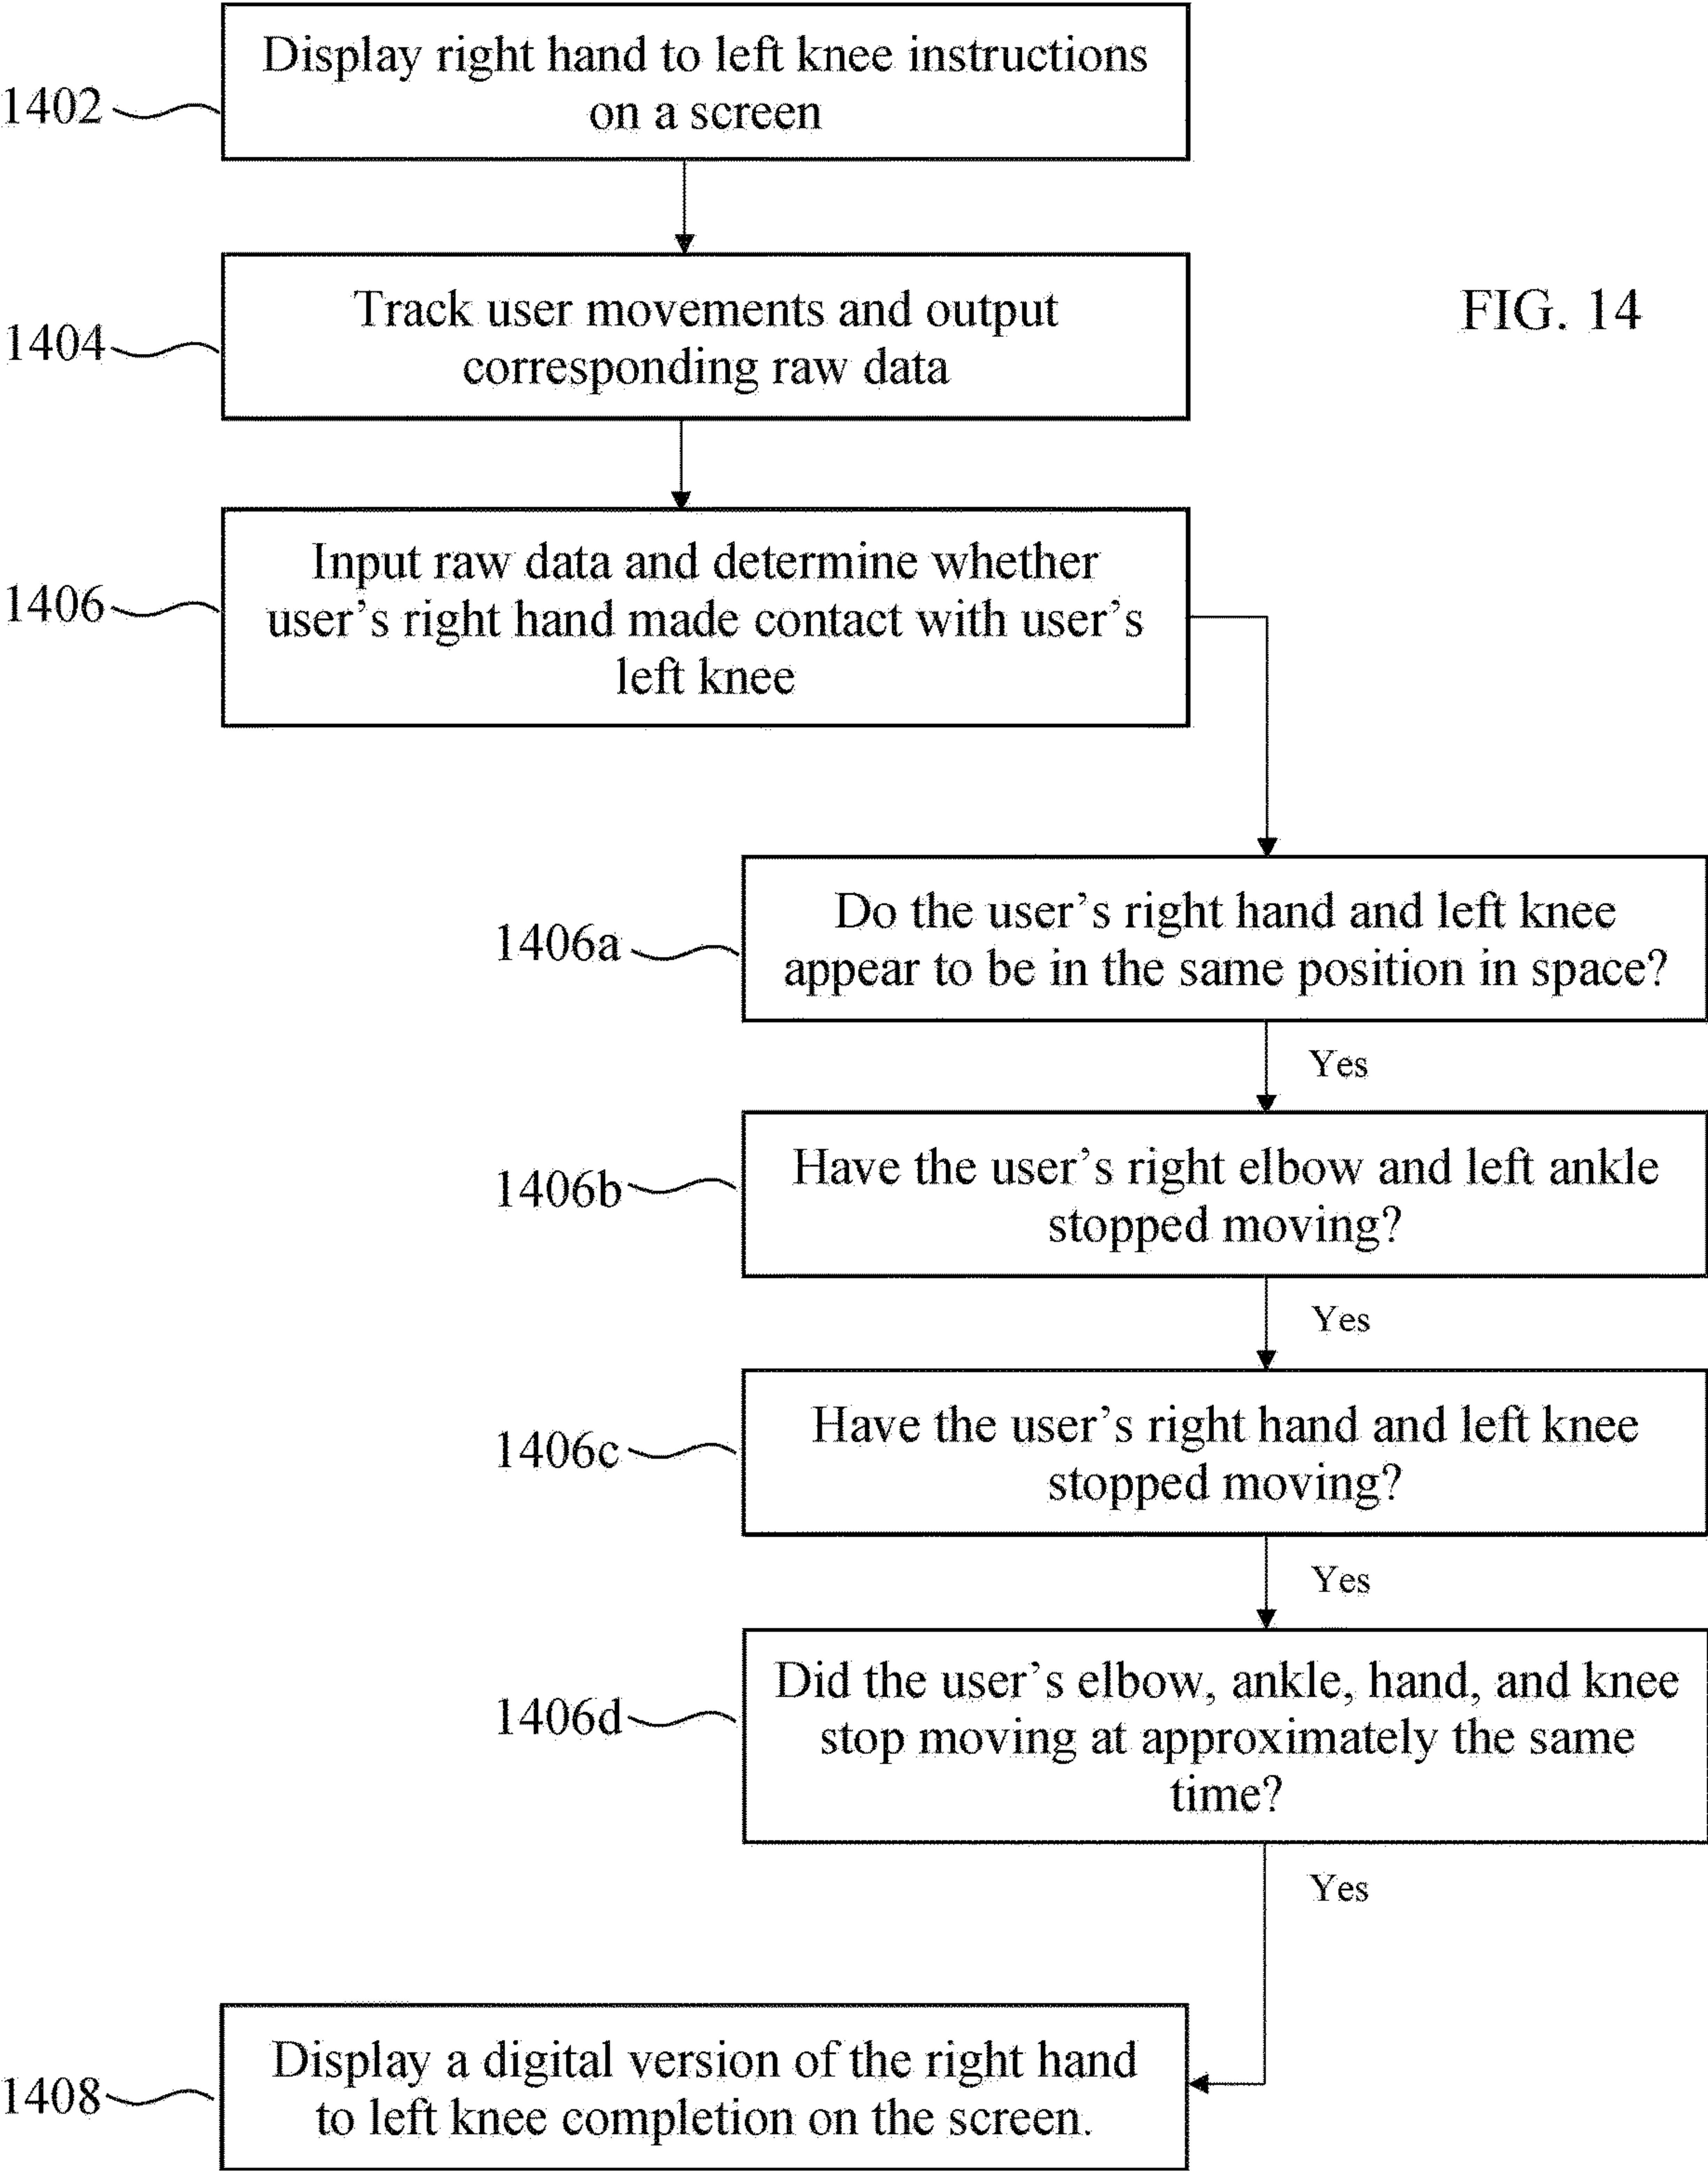 Display right hand to left knee instructions
on a screen
1402
Track user movements and output
corresponding raw data
1404
FIG. 14
Input raw data and determine whether
user’s right hand made contact with user’s
left knee
1406
Do the user’s right hand and left knee
appear to be in the same position in space?
1406a
Yes
Have the user’s right elbow and left ankle
stopped moving?
1406b
Yes
Have the user’s right hand and left knee
stopped moving?
1406c
Yes
Did the user’s elbow, ankle, hand, and knee
stop moving at approximately the same
time?
1406d
Yes
Display a digital version of the right hand
to left knee completion on the screen.
1408